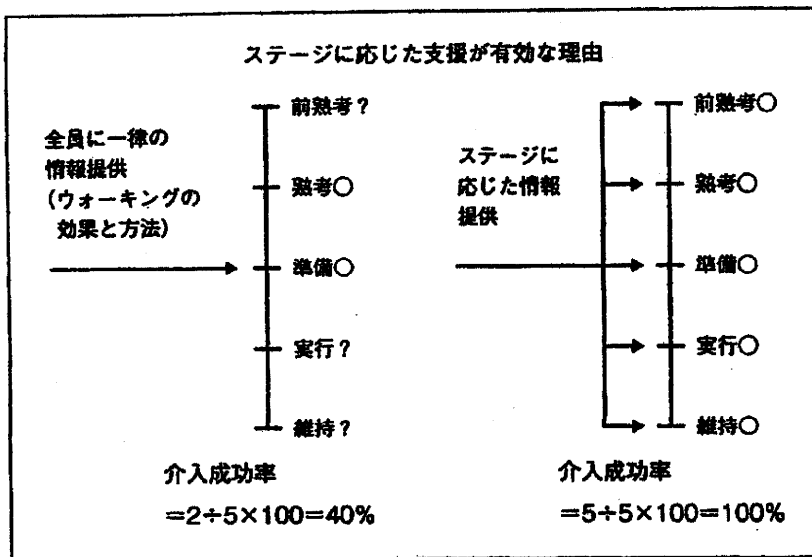 ステージに応じた支援が有効な理由
全員に一律の
情報提供
(ウォーキングの
効果と方法)
前熟考?
熟考○
準備○
実行?
維持?
介入成功率
=2÷5×100=40%
ステージに
応じた情報
提供
前熟考○
熟考○
準備○
実行○
維持○
介入成功率
=5÷5×100=100%